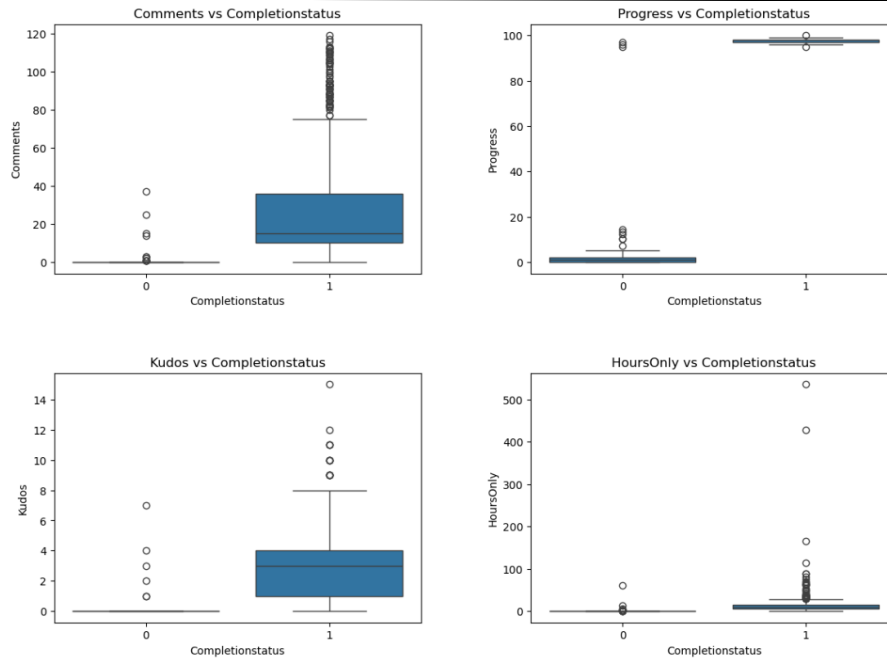 Comments vs Completionstatus
120
100
80
60
40
20
0
Comments
0 1
Completionstatus
Progress vs Completionstatus
100
80
60
40
20
0
Progress
0 1
Completionstatus
Kudos vs Completionstatus
14
12
10
8
6
4
2
0
Kudos
0 1
Completionstatus
HoursOnly vs Completionstatus
500
400
300
200
100
0
HoursOnly
0 1
Completionstatus